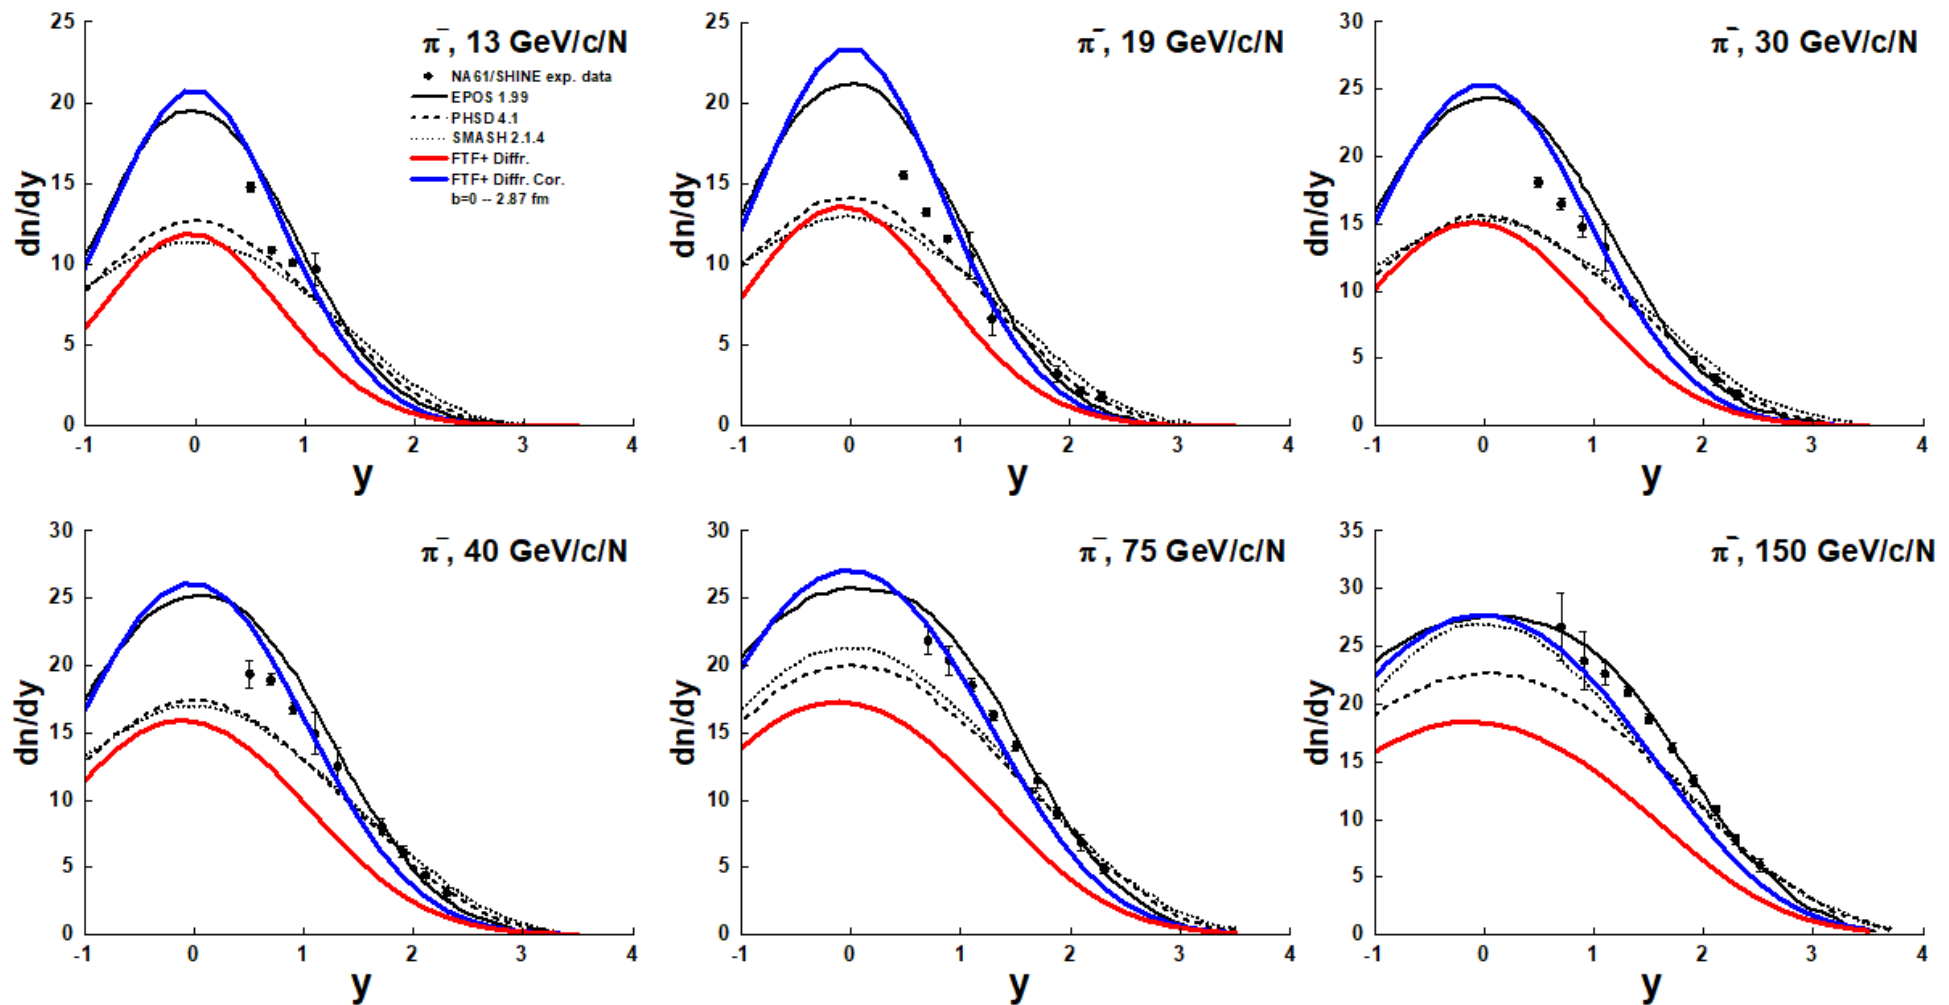 π⁻, 13 GeV/c/N
NA61/SHINE exp. data
EPOS 1.99
PHSD 4.1
SMASH 2.1.4
FTF+ Diffr.
FTF+ Diffr. Cor.
b=0 -- 2.87 fm
dn/dy
25
20
15
10
5
0
-1 0 1 2 3 4
y
π⁻, 19 GeV/c/N
dn/dy
25
20
15
10
5
0
-1 0 1 2 3 4
y
π⁻, 30 GeV/c/N
dn/dy
30
25
20
15
10
5
0
-1 0 1 2 3 4
y
π⁻, 40 GeV/c/N
dn/dy
30
25
20
15
10
5
0
-1 0 1 2 3 4
y
π⁻, 75 GeV/c/N
dn/dy
30
25
20
15
10
5
0
-1 0 1 2 3 4
y
π⁻, 150 GeV/c/N
dn/dy
35
30
25
20
15
10
5
0
-1 0 1 2 3 4
y